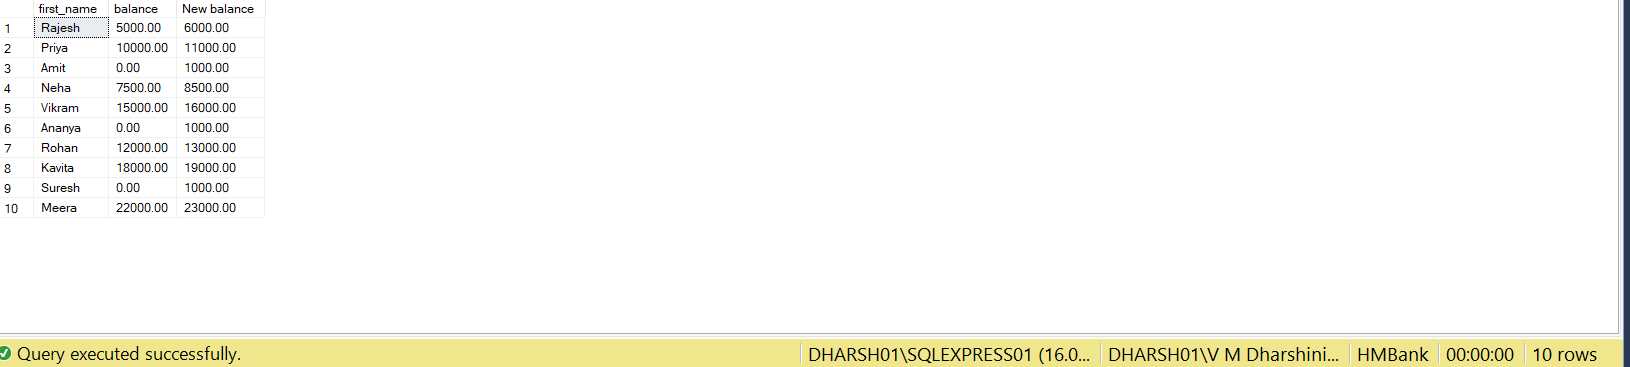 first_name balance New balance
1 Rajesh 5000.00 6000.00
2 Priya 10000.00 11000.00
3 Amit 0.00 1000.00
4 Neha 7500.00 8500.00
5 Vikram 15000.00 16000.00
6 Ananya 0.00 1000.00
7 Rohan 12000.00 13000.00
8 Kavita 18000.00 19000.00
9 Suresh 0.00 1000.00
10 Meera 22000.00 23000.00
Query executed successfully. DHARSH01\SQLEXPRESS01 (16.0... DHARSH01\V M Dharshini... HMBank 00:00:00 10 rows